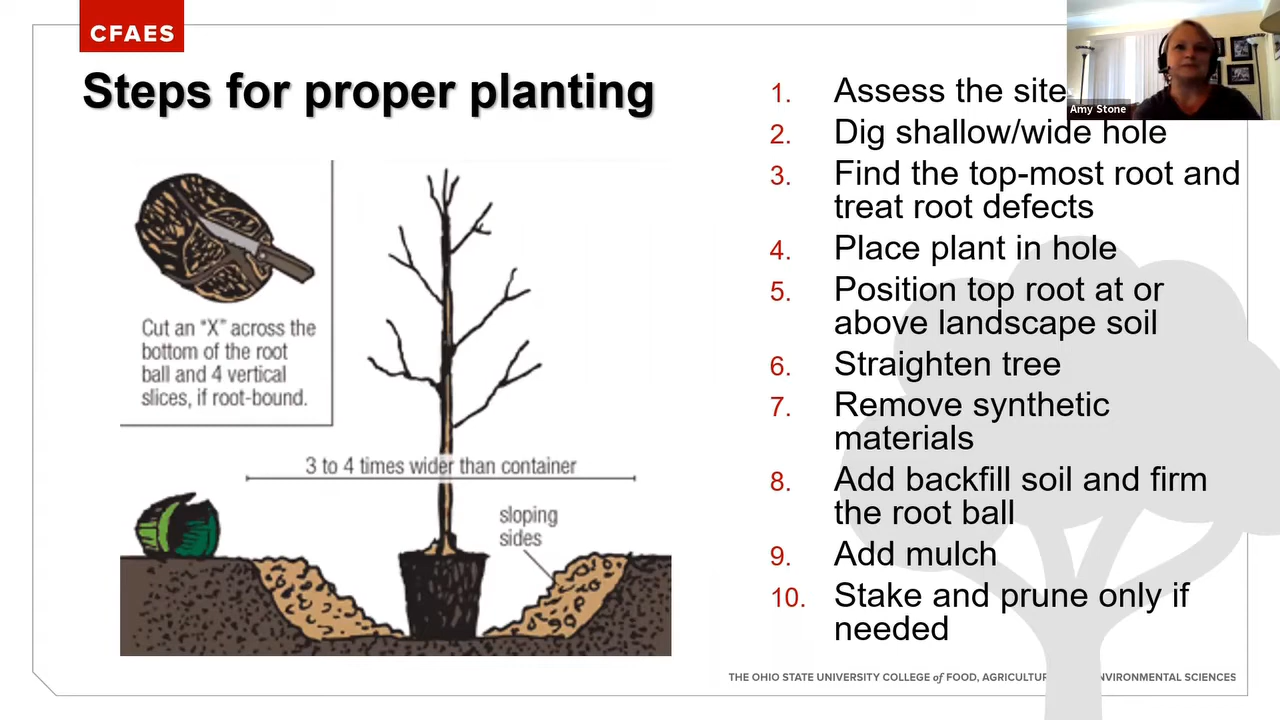 CFAES
Steps for proper planting
Cut an “X” across the
bottom of the root
ball and 4 vertical
slices, if root-bound.
3 to 4 times wider than container
sloping
sides
1. Assess the site
2. Dig shallow/wide hole
3. Find the top-most root and
treat root defects
4. Place plant in hole
5. Position top root at or
above landscape soil
6. Straighten tree
7. Remove synthetic
materials
8. Add backfill soil and firm
the root ball
9. Add mulch
10. Stake and prune only if
needed
Amy Stone
THE OHIO STATE UNIVERSITY COLLEGE of FOOD, AGRICULTUR NVIRONMENTAL SCIENCES